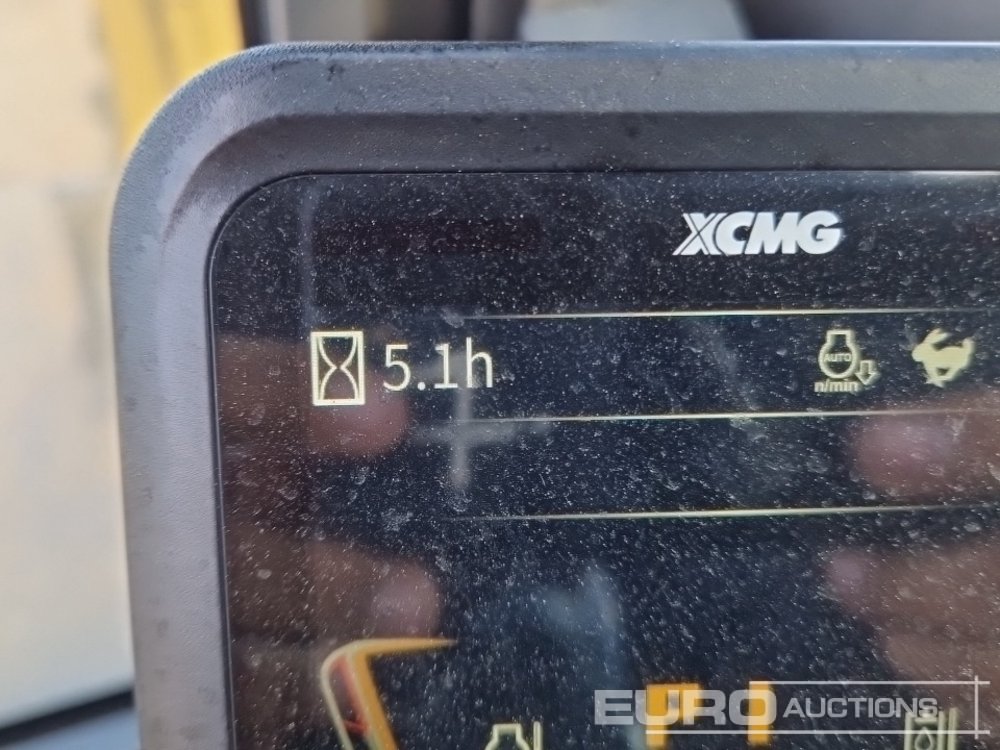 XCMG
5.1h
AUTO
n/min
EURO AUCTIONS